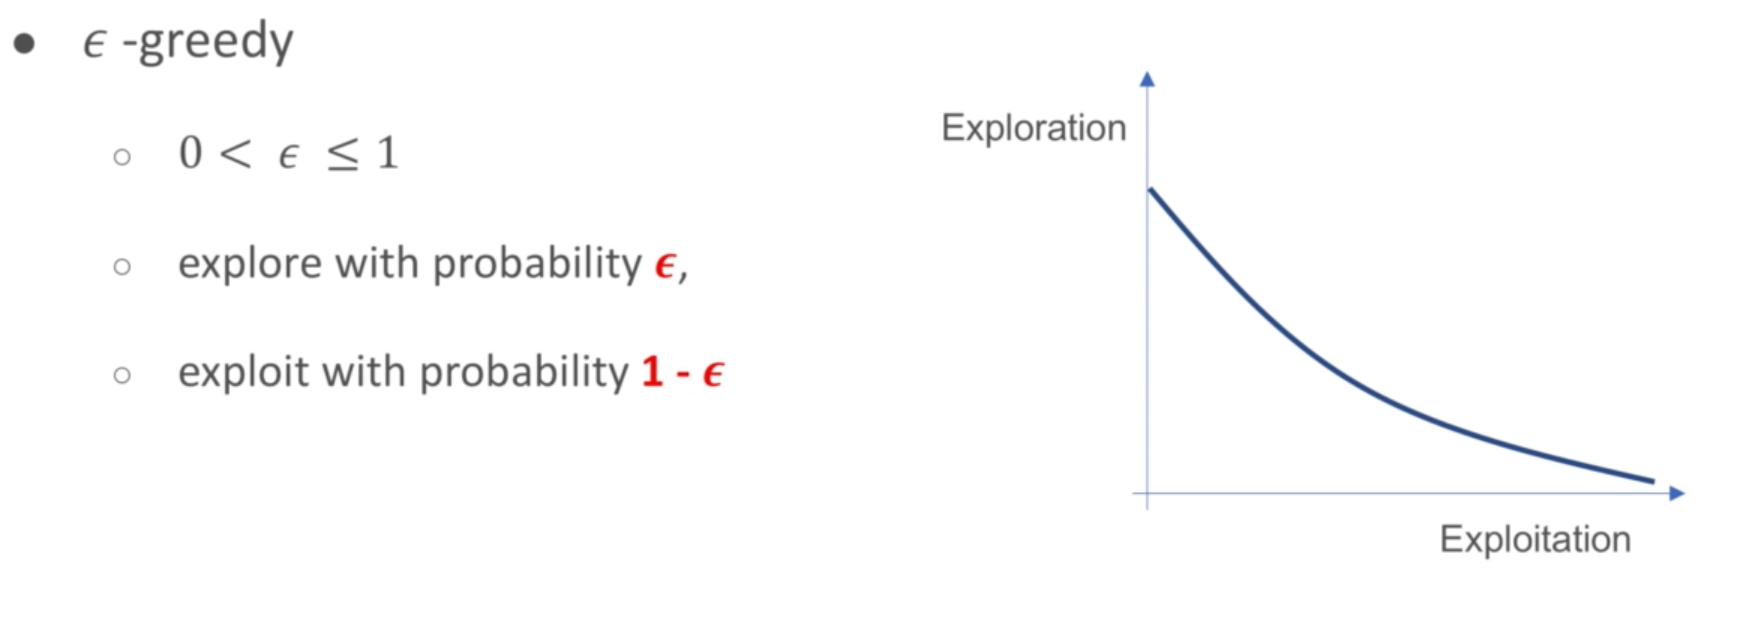 ● ϵ -greedy
○ 0 < ϵ ≤ 1
○ explore with probability ϵ,
○ exploit with probability 1 - ϵ
Exploration
Exploitation